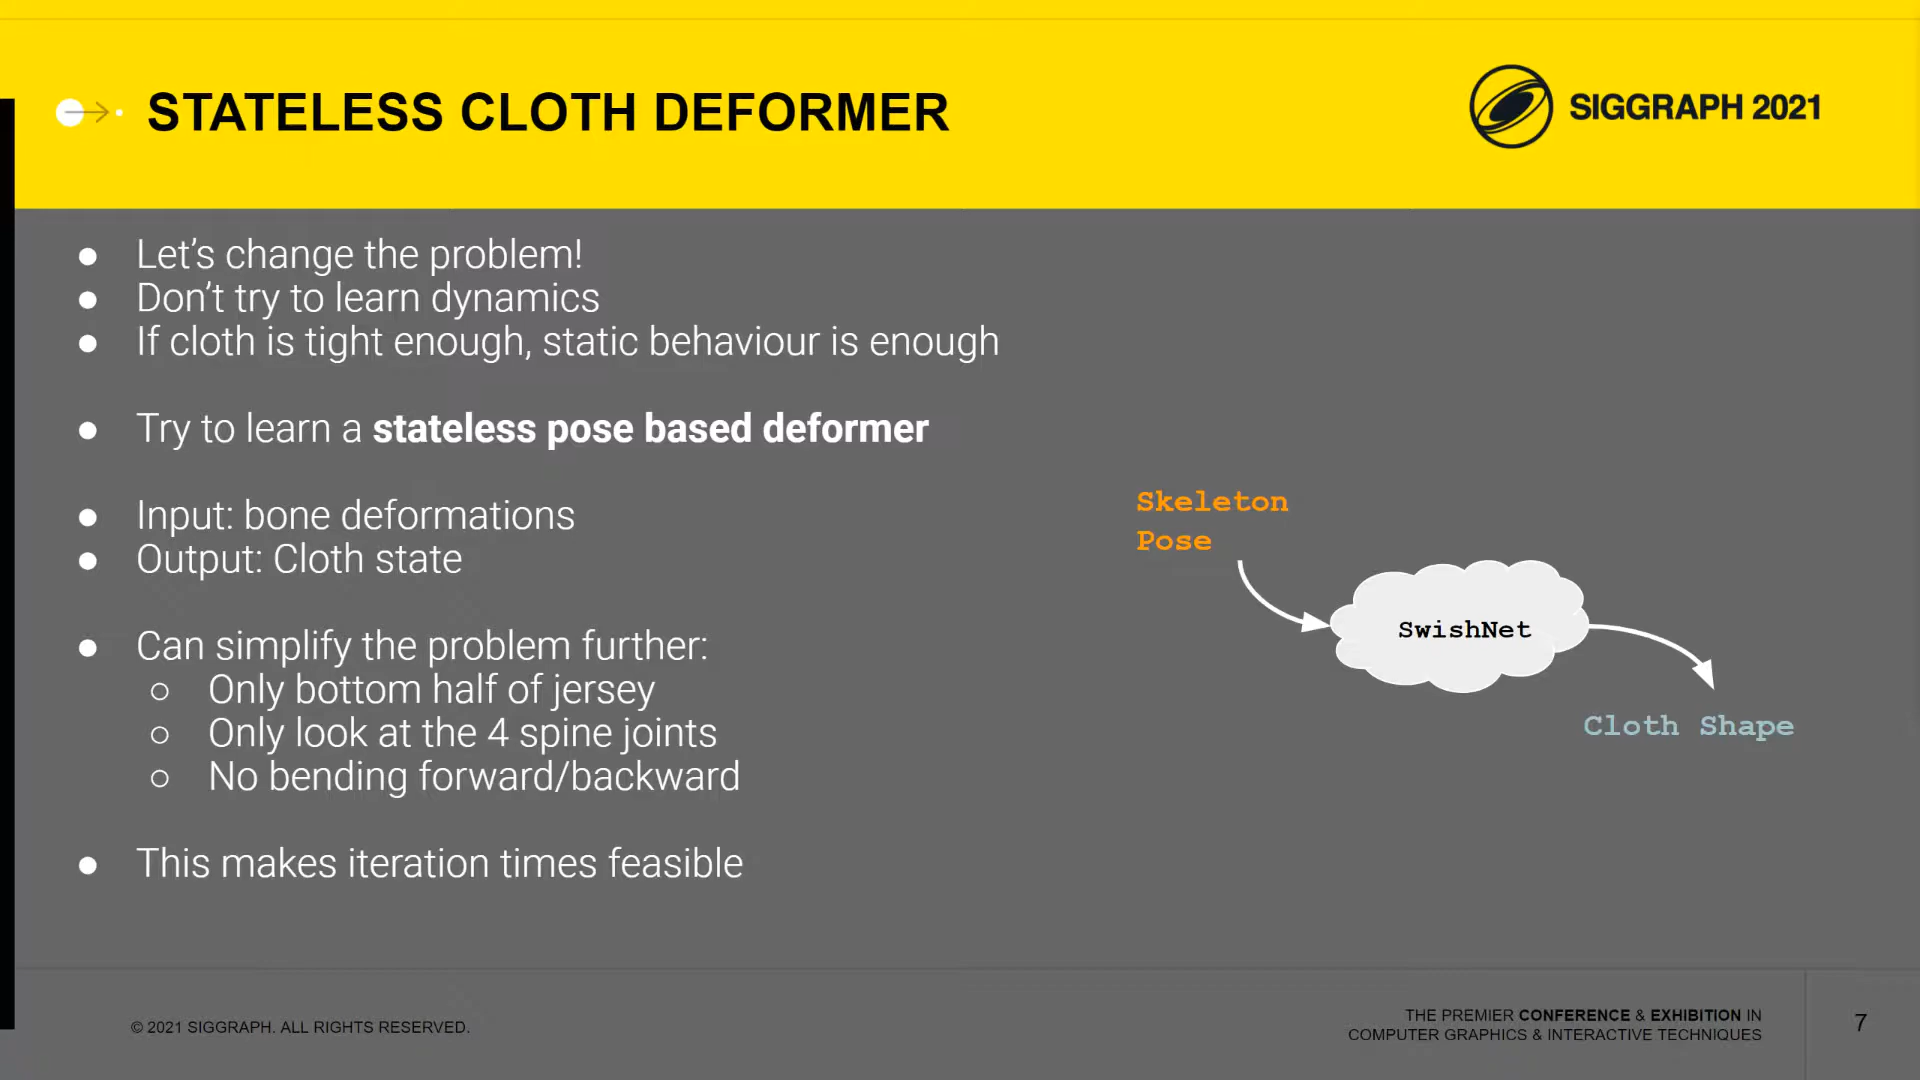 STATELESS CLOTH DEFORMER
SIGGRAPH 2021
● Let's change the problem!
● Don't try to learn dynamics
● If cloth is tight enough, static behaviour is enough
● Try to learn a stateless pose based deformer
● Input: bone deformations
● Output: Cloth state
● Can simplify the problem further:
○ Only bottom half of jersey
○ Only look at the 4 spine joints
○ No bending forward/backward
● This makes iteration times feasible
Skeleton
Pose
SwishNet
Cloth Shape
© 2021 SIGGRAPH. ALL RIGHTS RESERVED.
THE PREMIER CONFERENCE & EXHIBITION IN
COMPUTER GRAPHICS & INTERACTIVE TECHNIQUES
7